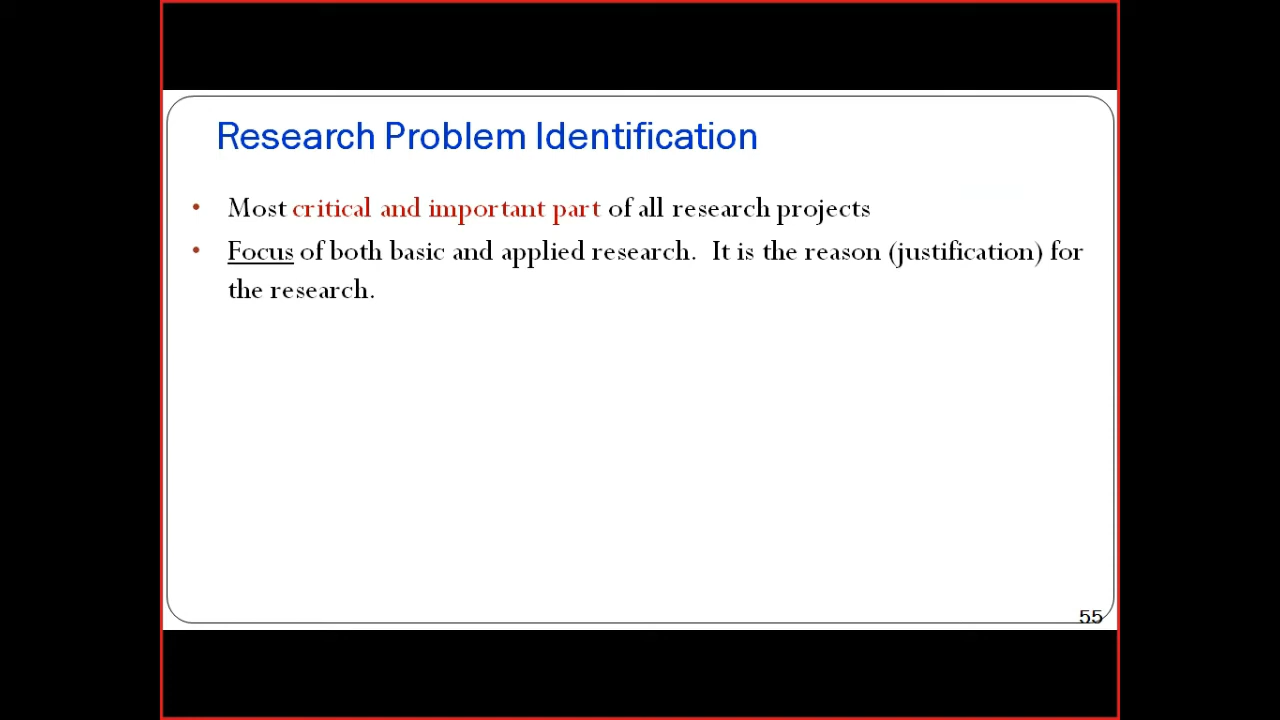 Research Problem Identification
• Most critical and important part of all research projects
• Focus of both basic and applied research.  It is the reason (justification) for
the research.
55